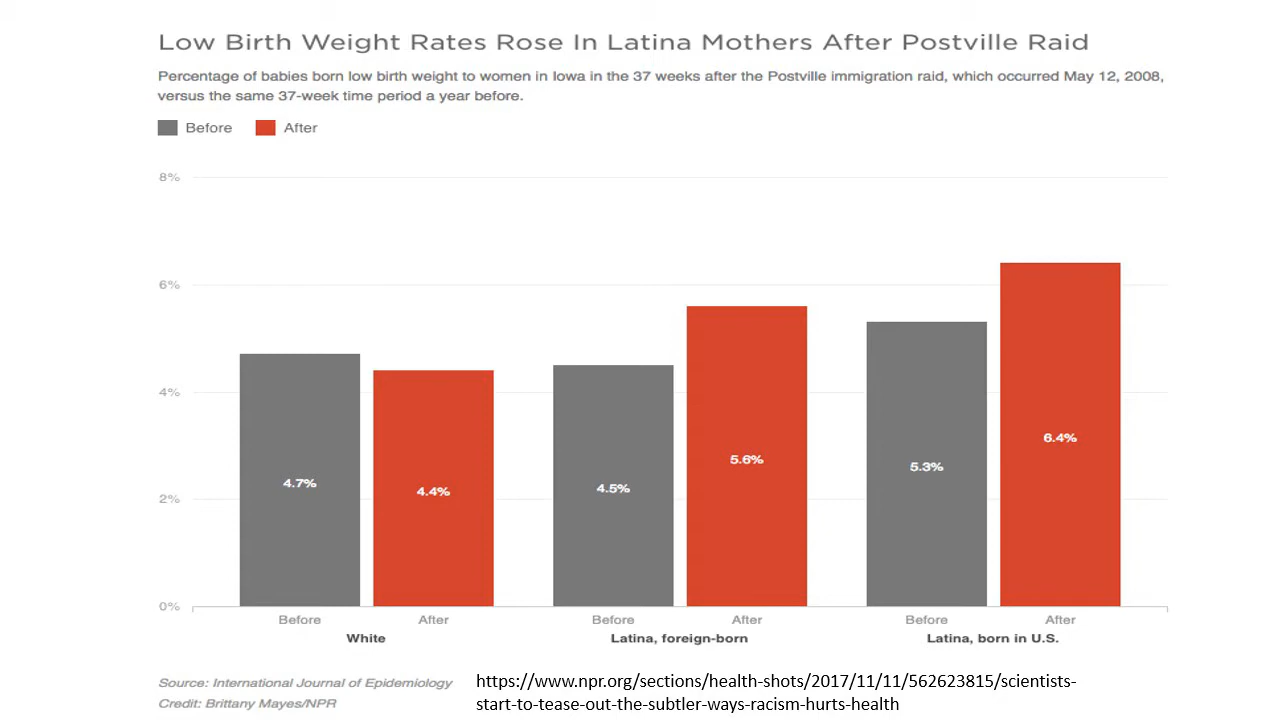 Low Birth Weight Rates Rose In Latina Mothers After Postville Raid
Percentage of babies born low birth weight to women in Iowa in the 37 weeks after the Postville immigration raid, which occurred May 12, 2008,
versus the same 37-week time period a year before.
Before After
8%
6%
4%
2%
0%
4.7% 4.4% 4.5% 5.6% 5.3% 6.4%
Before After Before After Before After
White Latina, foreign-born Latina, born in U.S.
Source: International Journal of Epidemiology
Credit: Brittany Mayes/NPR
https://www.npr.org/sections/health-shots/2017/11/11/562623815/scientists-
start-to-tease-out-the-subtler-ways-racism-hurts-health